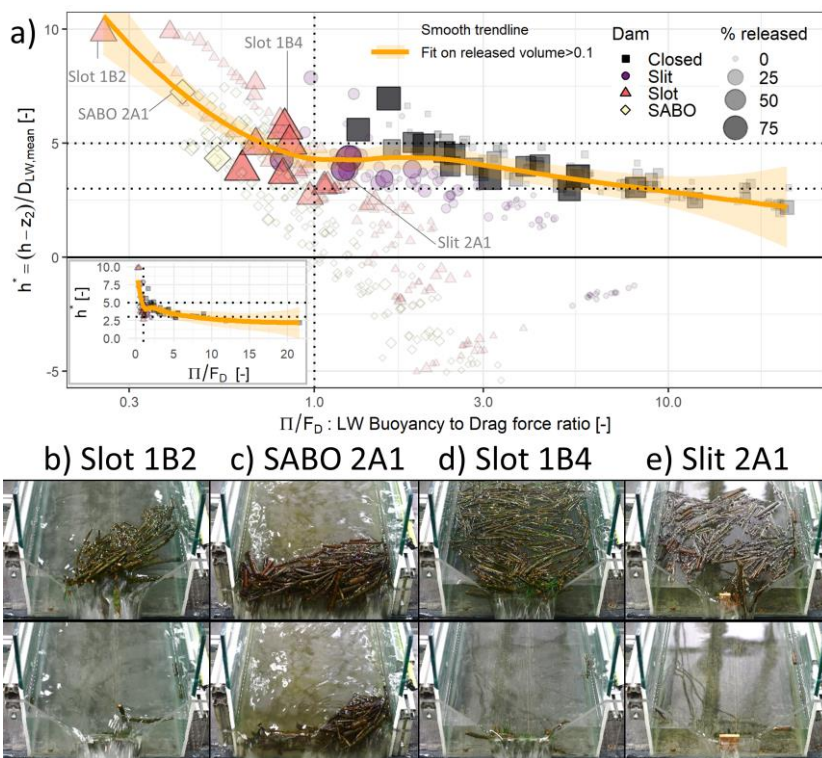 a)
10
5
0
-5
h* = (h−z₂)/D_LW,mean [-]
Slot 1B2
SABO 2A1
Slot 1B4
Slit 2A1
Smooth trendline
Fit on released volume>0.1
Dam
Closed
Slit
Slot
SABO
% released
0
25
50
75
h* [-]
10.0
7.5
5.0
2.5
0.0
0 5 10 15 20
Π/F_D [-]
0.3 1.0 3.0 10.0
Π/F_D : LW Buoyancy to Drag force ratio [-]
b) Slot 1B2 c) SABO 2A1 d) Slot 1B4 e) Slit 2A1